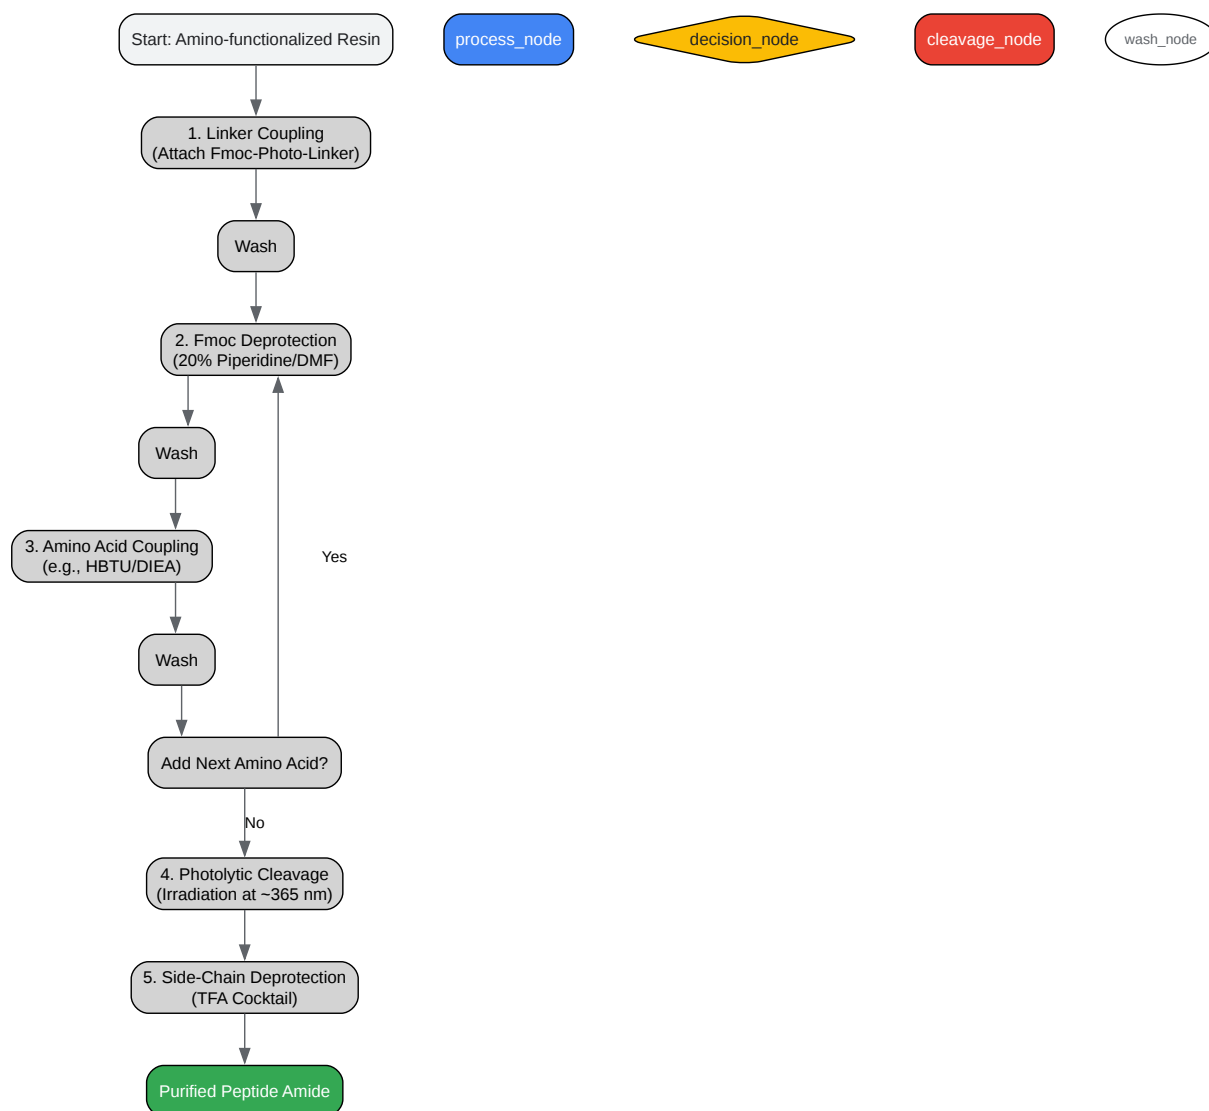 Start: Amino-functionalized Resin
process_node
decision_node
cleavage_node
wash_node
1. Linker Coupling
(Attach Fmoc-Photo-Linker)
Wash
2. Fmoc Deprotection
(20% Piperidine/DMF)
Wash
3. Amino Acid Coupling
(e.g., HBTU/DIEA)
Yes
Wash
Add Next Amino Acid?
No
4. Photolytic Cleavage
(Irradiation at ~365 nm)
5. Side-Chain Deprotection
(TFA Cocktail)
Purified Peptide Amide